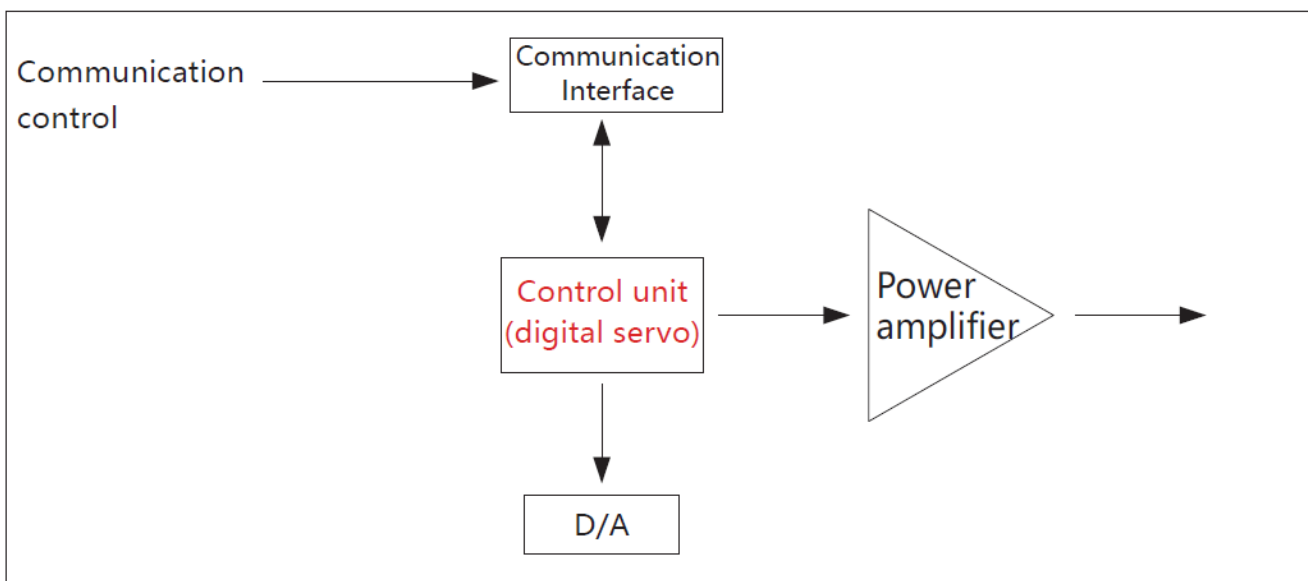 Communication
control
Communication
Interface
Control unit
(digital servo)
Power
amplifier
D/A